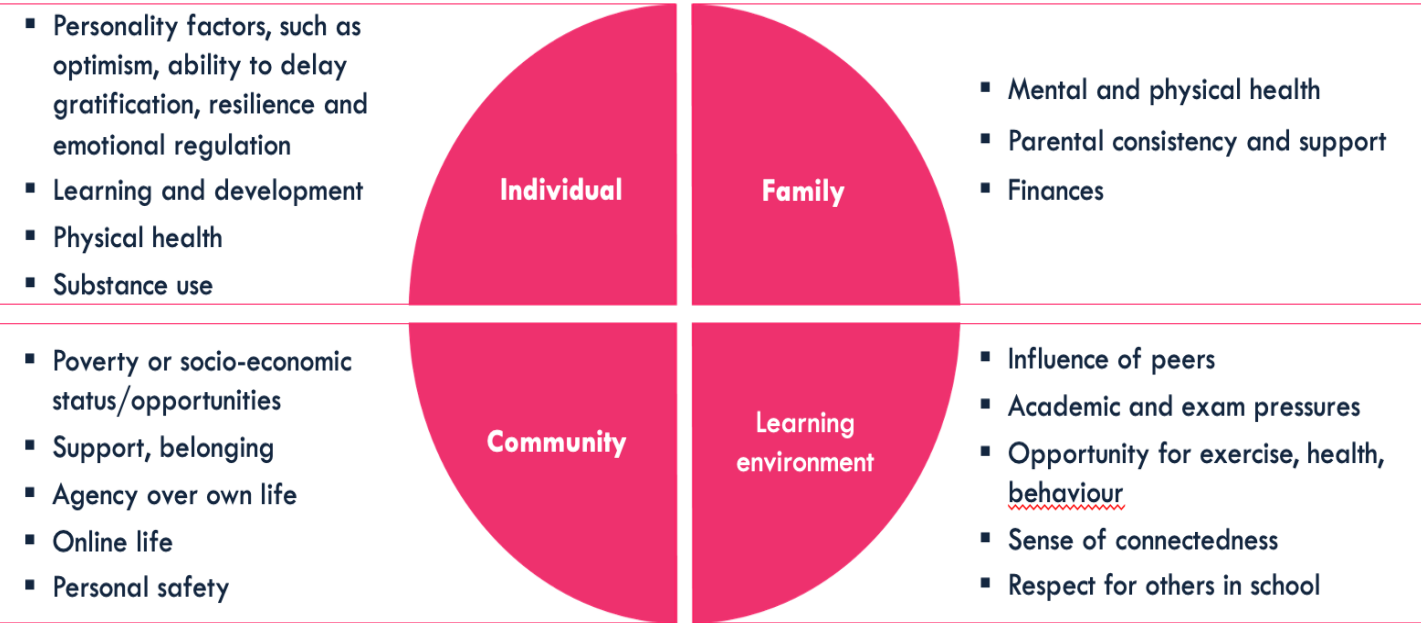 ▪ Personality factors, such as
optimism, ability to delay
gratification, resilience and
emotional regulation
▪ Learning and development
▪ Physical health
▪ Substance use
Individual
Family
▪ Mental and physical health
▪ Parental consistency and support
▪ Finances
▪ Poverty or socio-economic
status/opportunities
▪ Support, belonging
▪ Agency over own life
▪ Online life
▪ Personal safety
Community
Learning
environment
▪ Influence of peers
▪ Academic and exam pressures
▪ Opportunity for exercise, health,
behaviour
▪ Sense of connectedness
▪ Respect for others in school